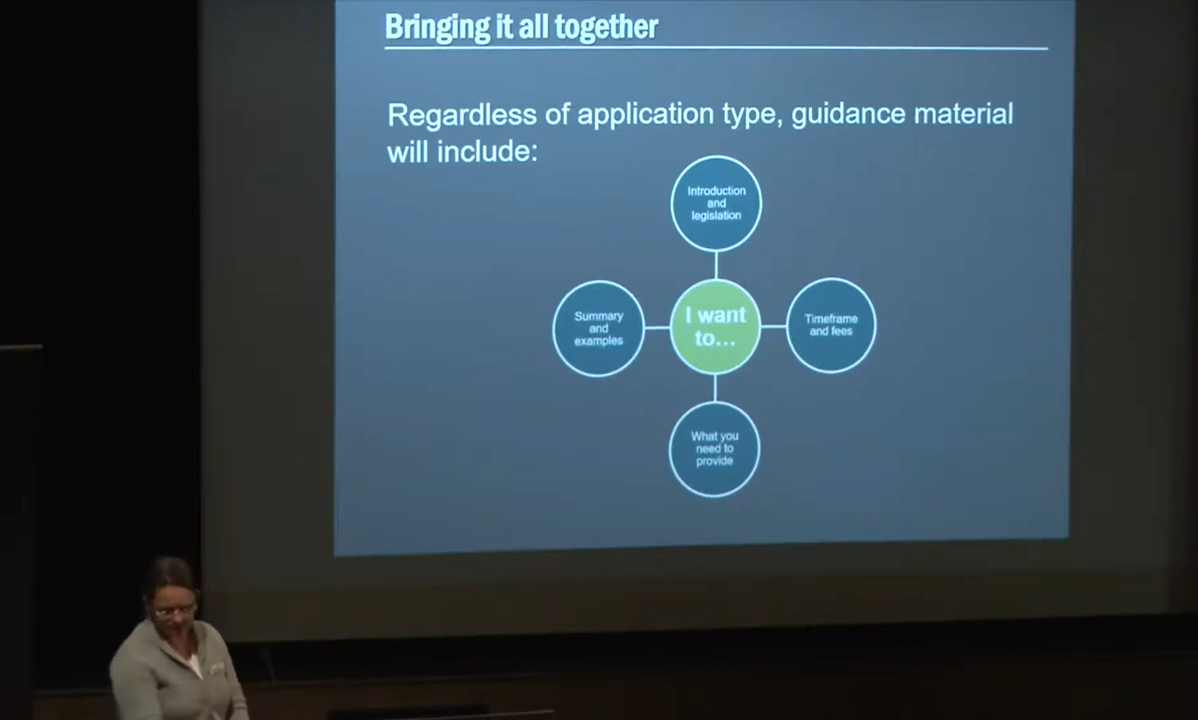 Bringing it all together
Regardless of application type, guidance material
will include:
Introduction
and
legislation
Summary
and
examples
I want
to...
Timeframe
and fees
What you
need to
provide